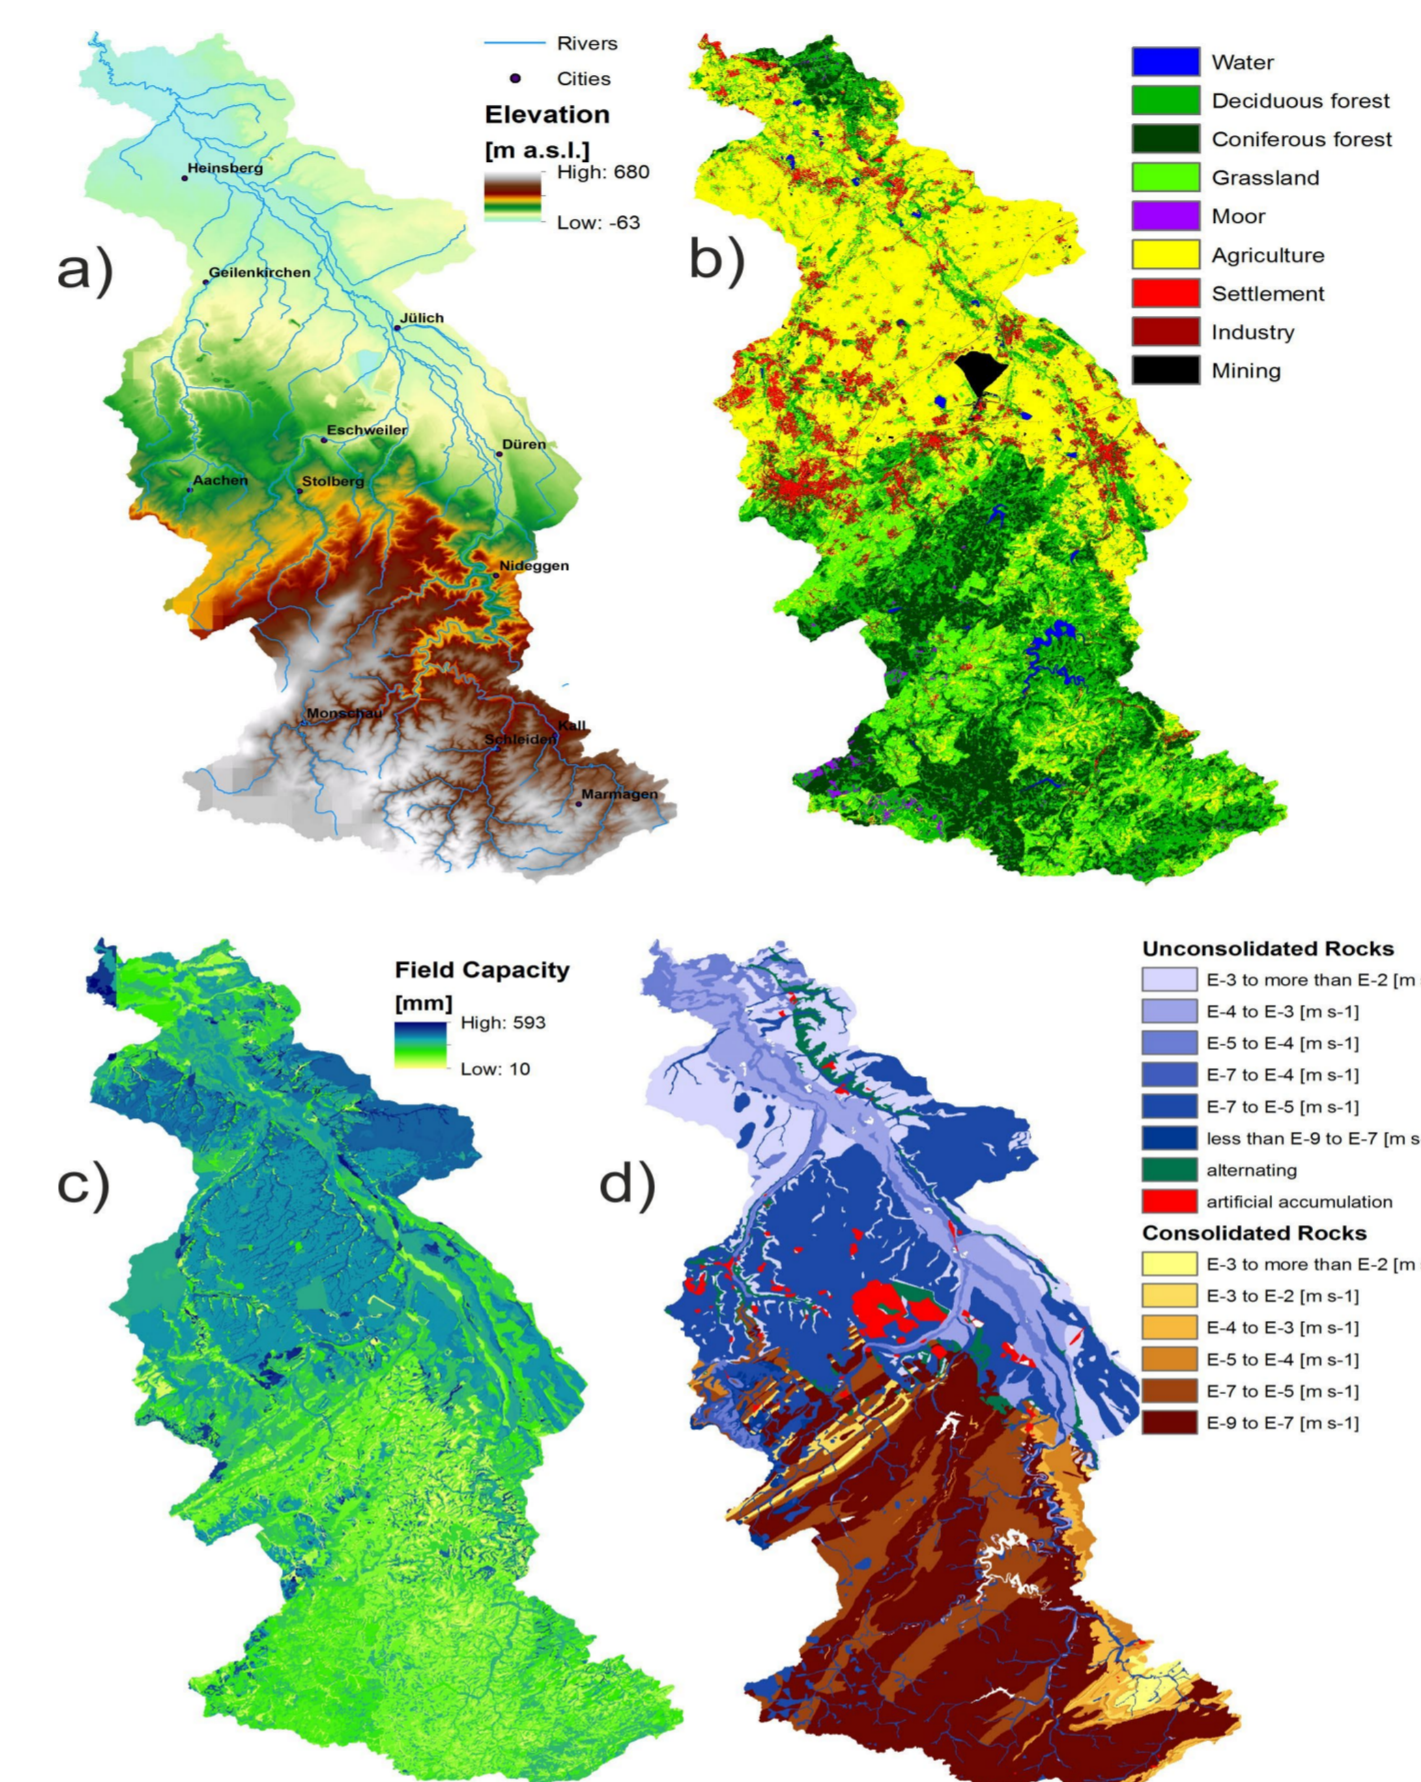 Rivers
Cities
Elevation
[m a.s.l.]
High: 680
Low: -63
a)
Heinsberg
Geilenkirchen
Jülich
Eschweiler
Düren
Aachen
Stolberg
Nideggen
Monschau
Kall
Schleiden
Marmagen
b)
Water
Deciduous forest
Coniferous forest
Grassland
Moor
Agriculture
Settlement
Industry
Mining
c)
Field Capacity
[mm]
High: 593
Low: 10
d)
Unconsolidated Rocks
E-3 to more than E-2 [m
E-4 to E-3 [m s-1]
E-5 to E-4 [m s-1]
E-7 to E-4 [m s-1]
E-7 to E-5 [m s-1]
less than E-9 to E-7 [m s
alternating
artificial accumulation
Consolidated Rocks
E-3 to more than E-2 [m
E-3 to E-2 [m s-1]
E-4 to E-3 [m s-1]
E-5 to E-4 [m s-1]
E-7 to E-5 [m s-1]
E-9 to E-7 [m s-1]